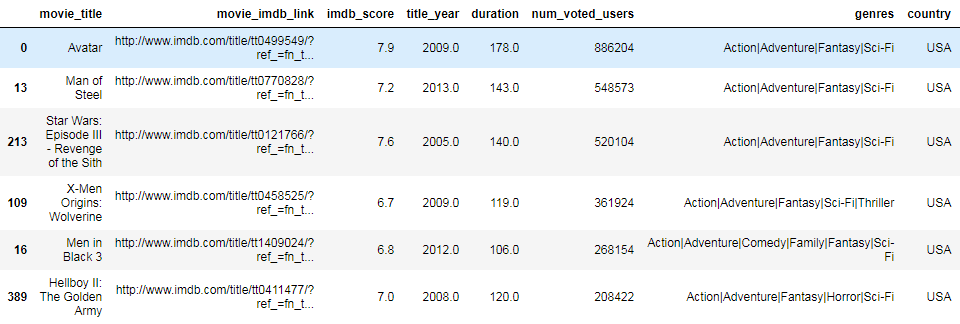 movie_title movie_imdb_link imdb_score title_year duration num_voted_users genres country
0 Avatar http://www.imdb.com/title/tt0499549/?ref_=fn_t... 7.9 2009.0 178.0 886204 Action|Adventure|Fantasy|Sci-Fi USA
13 Man of Steel http://www.imdb.com/title/tt0770828/?ref_=fn_t... 7.2 2013.0 143.0 548573 Action|Adventure|Fantasy|Sci-Fi USA
213 Star Wars: Episode III - Revenge of the Sith http://www.imdb.com/title/tt0121766/?ref_=fn_t... 7.6 2005.0 140.0 520104 Action|Adventure|Fantasy|Sci-Fi USA
109 X-Men Origins: Wolverine http://www.imdb.com/title/tt0458525/?ref_=fn_t... 6.7 2009.0 119.0 361924 Action|Adventure|Fantasy|Sci-Fi|Thriller USA
16 Men in Black 3 http://www.imdb.com/title/tt1409024/?ref_=fn_t... 6.8 2012.0 106.0 268154 Action|Adventure|Comedy|Family|Fantasy|Sci-Fi USA
389 Hellboy II: The Golden Army http://www.imdb.com/title/tt0411477/?ref_=fn_t... 7.0 2008.0 120.0 208422 Action|Adventure|Fantasy|Horror|Sci-Fi USA